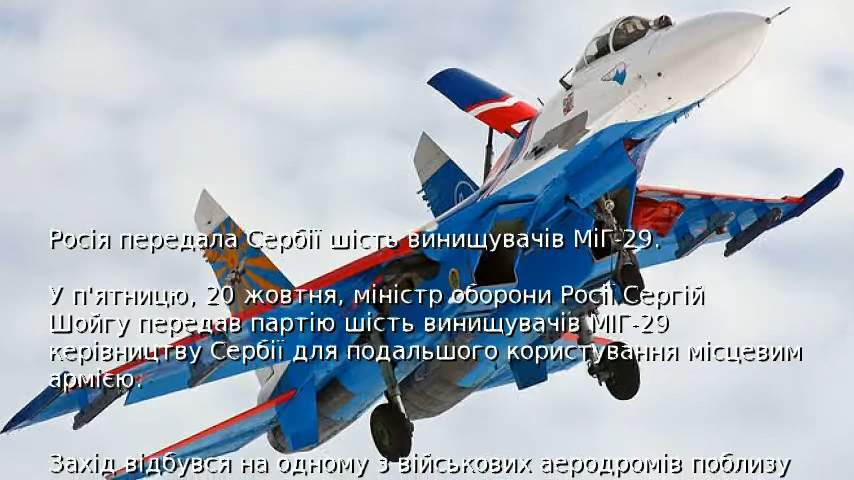 Росія передала Сербії шість винищувачів МіГ-29.
У п'ятницю, 20 жовтня, міністр оборони Росії Сергій
Шойгу передав партію шість винищувачів МІГ-29
керівництву Сербії для подальшого користування місцевим
армією.
Захід відбувся на одному з військових аеродромів поблизу